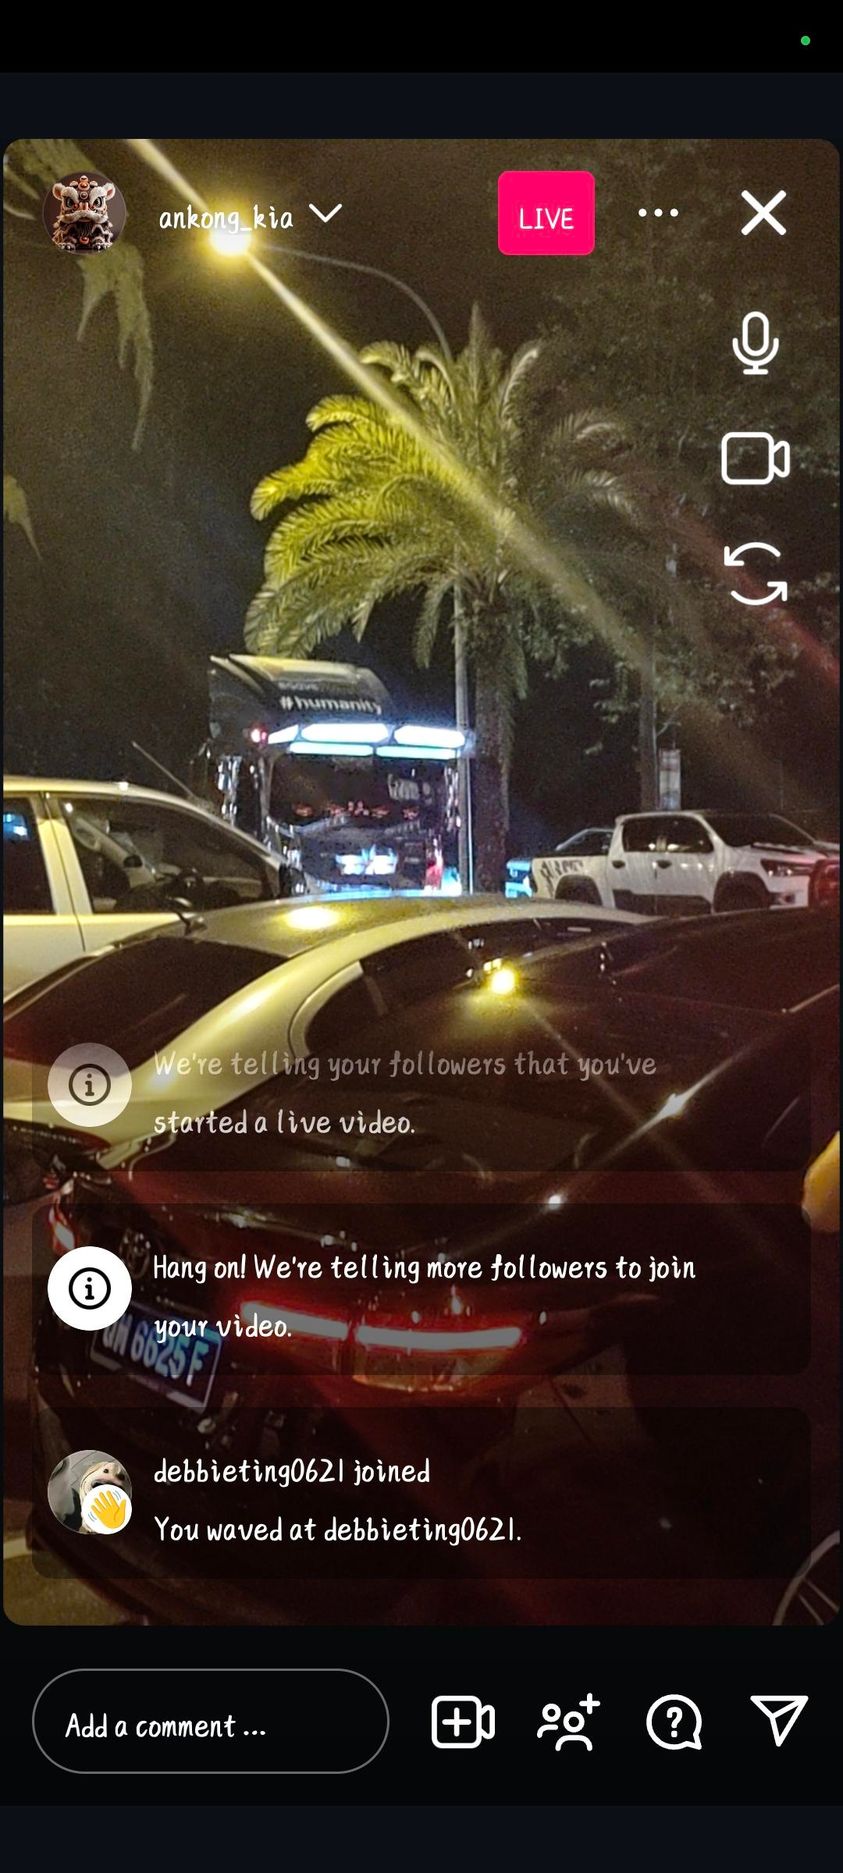 ankong_kia
LIVE
#humanity
We're telling your followers that you've
started a live video.
Hang on! We're telling more followers to join
your video.
6625F
debbieting0621 joined
You waved at debbieting0621.
Add a comment ...